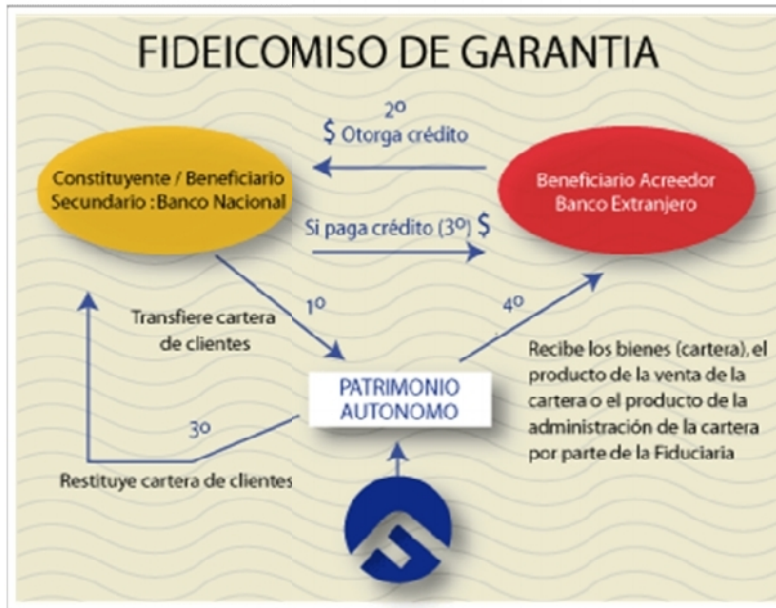 FIDEICOMISO DE GARANTIA
2º
$ Otorga crédito
Constituyente / Beneficiario
Secundario : Banco Nacional
Beneficiario Acreedor
Banco Extranjero
Si paga crédito (3º) $
1º
4º
Transfiere cartera
de clientes
Recibe los bienes (cartera), el
producto de la venta de la
cartera o el producto de la
administración de la cartera
por parte de la Fiduciaria
PATRIMONIO
AUTONOMO
3º
Restituye cartera de clientes